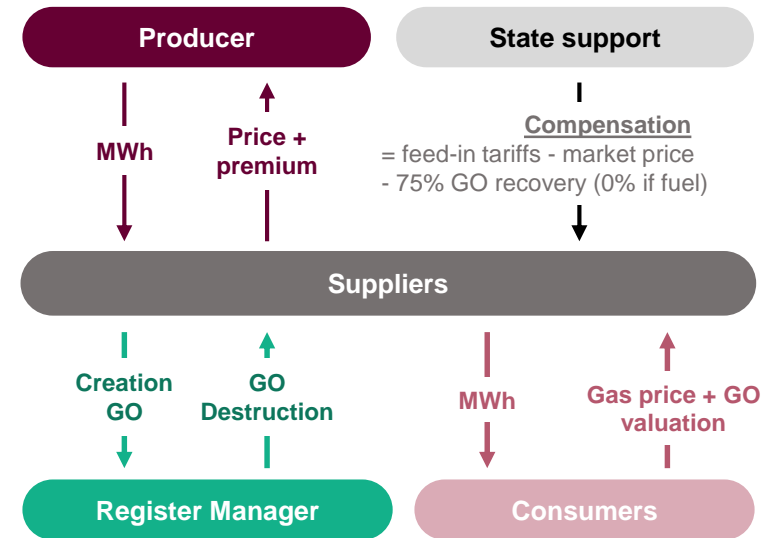 Producer
State support
MWh
Price +
premium
Compensation
= feed-in tariffs - market price
- 75% GO recovery (0% if fuel)
Suppliers
Creation
GO
GO
Destruction
MWh
Gas price + GO
valuation
Register Manager
Consumers